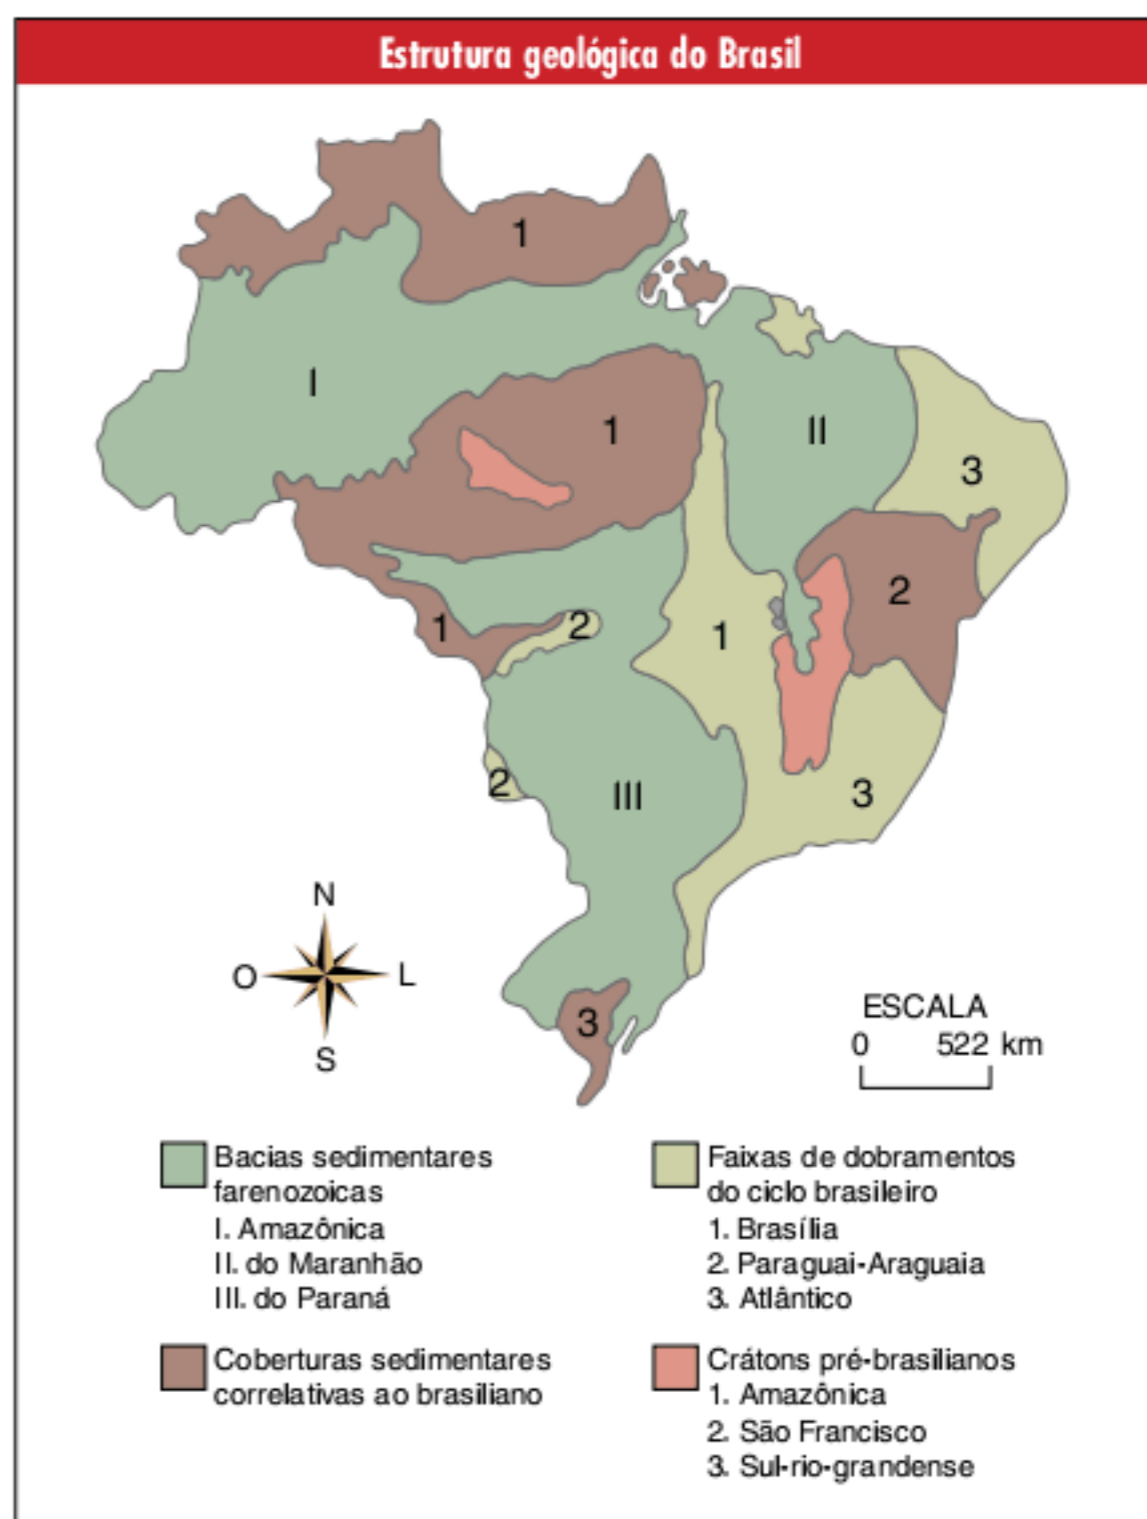 Estrutura geológica do Brasil
1
I
1
II
3
2
1
2
1
2
III
3
3
N
O
L
S
ESCALA
0 522 km
Bacias sedimentares
farenozoicas
I. Amazônica
II. do Maranhão
III. do Paraná
Coberturas sedimentares
correlativas ao brasiliano
Faixas de dobramentos
do ciclo brasileiro
1. Brasília
2. Paraguai-Araguaia
3. Atlântico
Crátons pré-brasilianos
1. Amazônica
2. São Francisco
3. Sul-rio-grandense